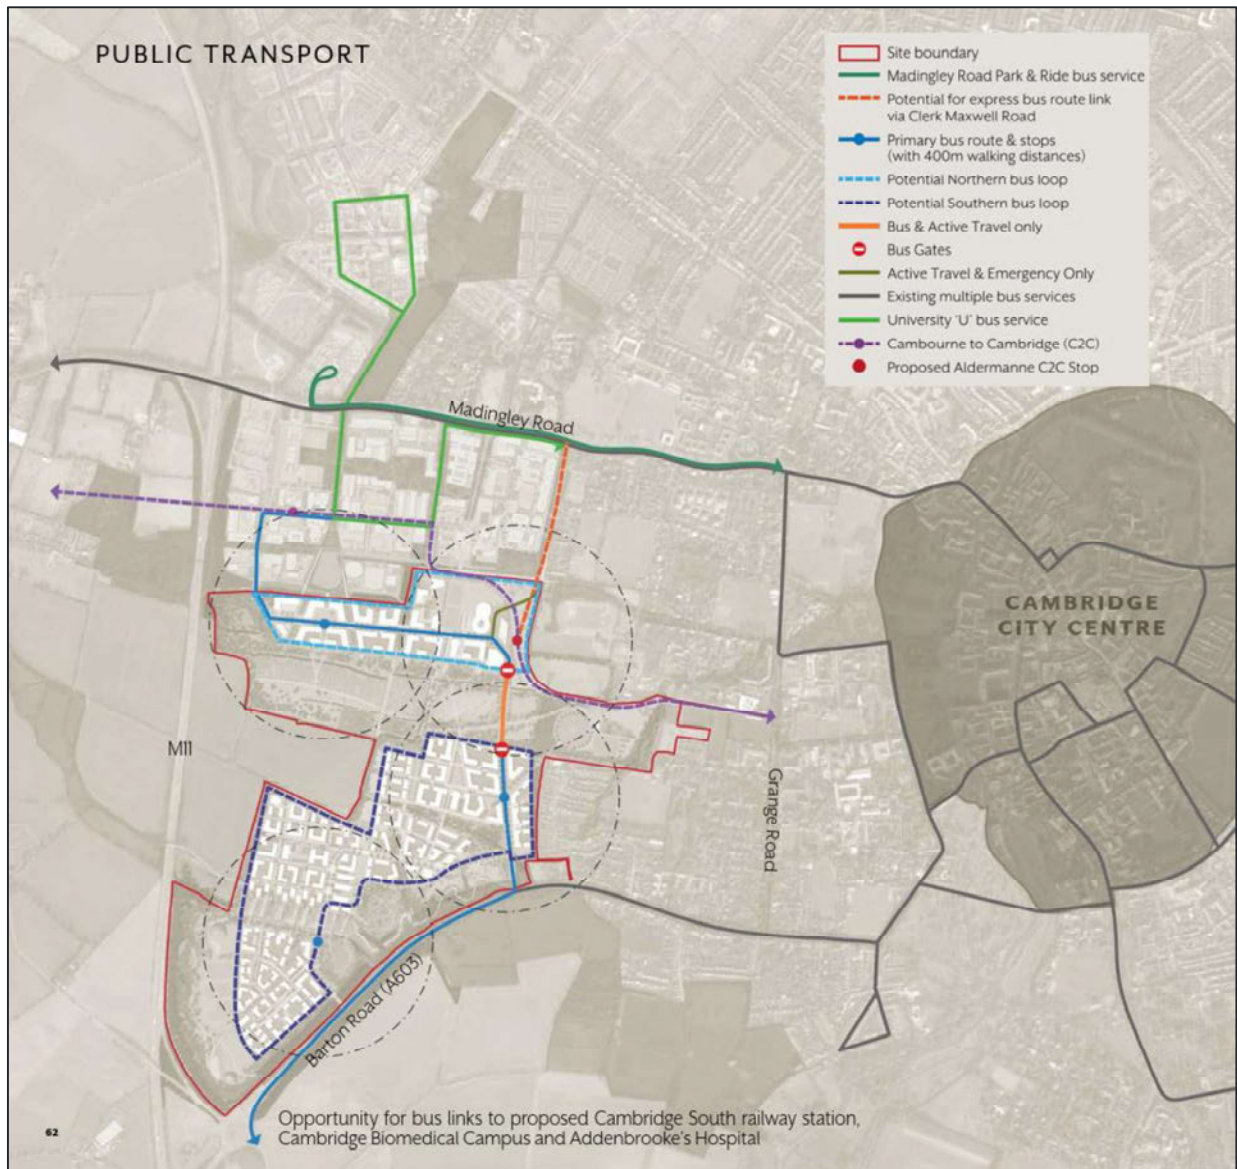 PUBLIC TRANSPORT
Site boundary
Madingley Road Park & Ride bus service
Potential for express bus route link
via Clerk Maxwell Road
Primary bus route & stops
(with 400m walking distances)
Potential Northern bus loop
Potential Southern bus loop
Bus & Active Travel only
Bus Gates
Active Travel & Emergency Only
Existing multiple bus services
University 'U' bus service
Cambourne to Cambridge (C2C)
Proposed Aldermanne C2C Stop
Madingley Road
CAMBRIDGE
CITY CENTRE
M11
Grange Road
Barton Road (A603)
Opportunity for bus links to proposed Cambridge South railway station,
Cambridge Biomedical Campus and Addenbrooke's Hospital
62